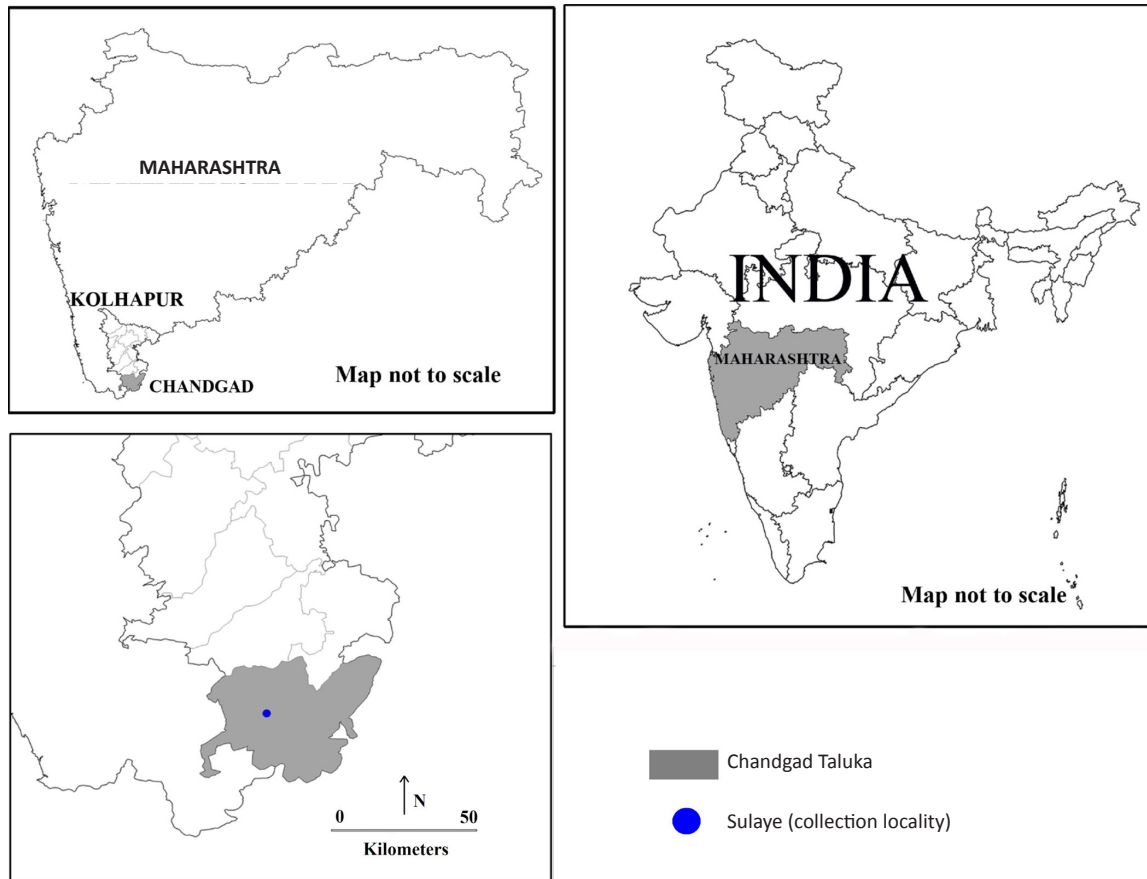 MAHARASHTRA
KOLHAPUR
CHANDGAD
Map not to scale
INDIA
MAHARASHTRA
Map not to scale
N
0 50
Kilometers
Chandgad Taluka
Sulaye (collection locality)